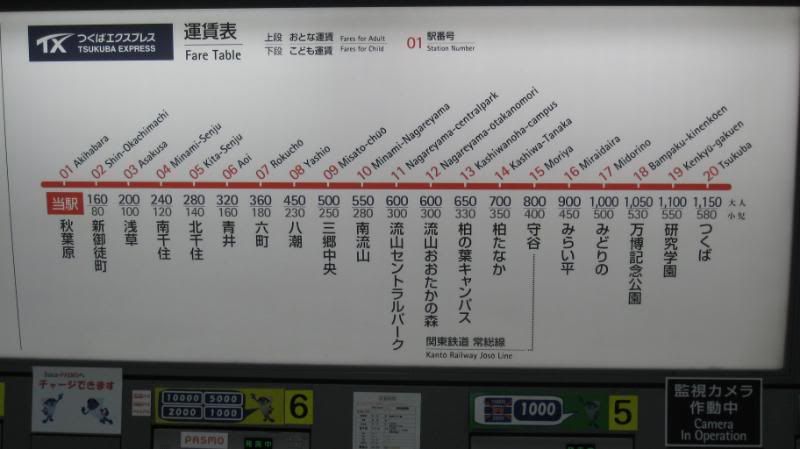 TX つくばエクスプレス
TSUKUBA EXPRESS
運賃表
Fare Table
上段 おとな運賃 Fares for Adult
下段 こども運賃 Fares for Child
01 駅番号
Station Number
01 Akihabara
02 Shin-Okachimachi
03 Asakusa
04 Minami-Senju
05 Kita-Senju
06 Aoi
07 Rokucho
08 Yashio
09 Misato-chūō
10 Minami-Nagareyama
11 Nagareyama-centralpark
12 Nagareyama-ōtakanomori
13 Kashiwanoha-campus
14 Kashiwa-Tanaka
15 Moriya
16 Miraidaira
17 Midorino
18 Bampaku-kinenkoen
19 Kenkyū-gakuen
20 Tsukuba
当駅 160 200 240 280 320 360 450 500 550 600 600 650 700 800 900 1,000 1,050 1,100 1,150 大人
80 100 120 140 160 180 230 250 280 300 300 330 350 400 450 500 530 550 580 小児
秋葉原
新御徒町
浅草
南千住
北千住
青井
六町
八潮
三郷中央
南流山
流山セントラルパーク
流山おおたかの森
柏の葉キャンパス
柏たなか
守谷
みらい平
みどりの
万博記念公園
研究学園
つくば
関東鉄道 常総線
Kanto Railway Joso Line
チャージできます
10000 5000
2000 1000
6
PASMO
発売中
1000
5
監視カメラ
作動中
Camera
In Operation